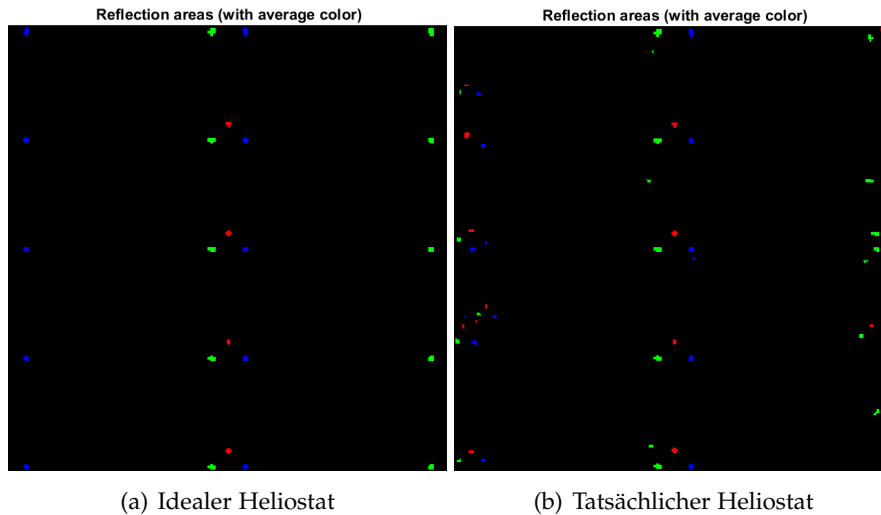 Reflection areas (with average color)
Reflection areas (with average color)
(a) Idealer Heliostat
(b) Tatsächlicher Heliostat